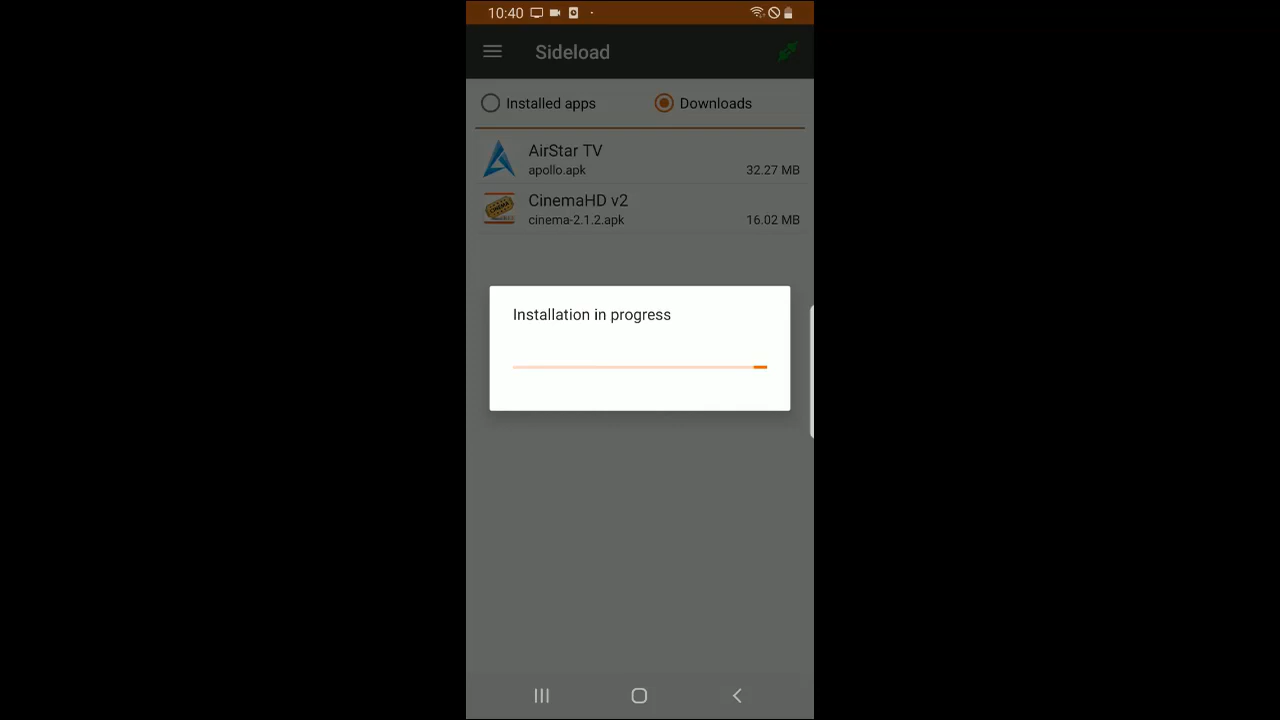 10:40
Sideload
Installed apps
Downloads
AirStar TV
apollo.apk
32.27 MB
CinemaHD v2
cinema-2.1.2.apk
16.02 MB
Installation in progress